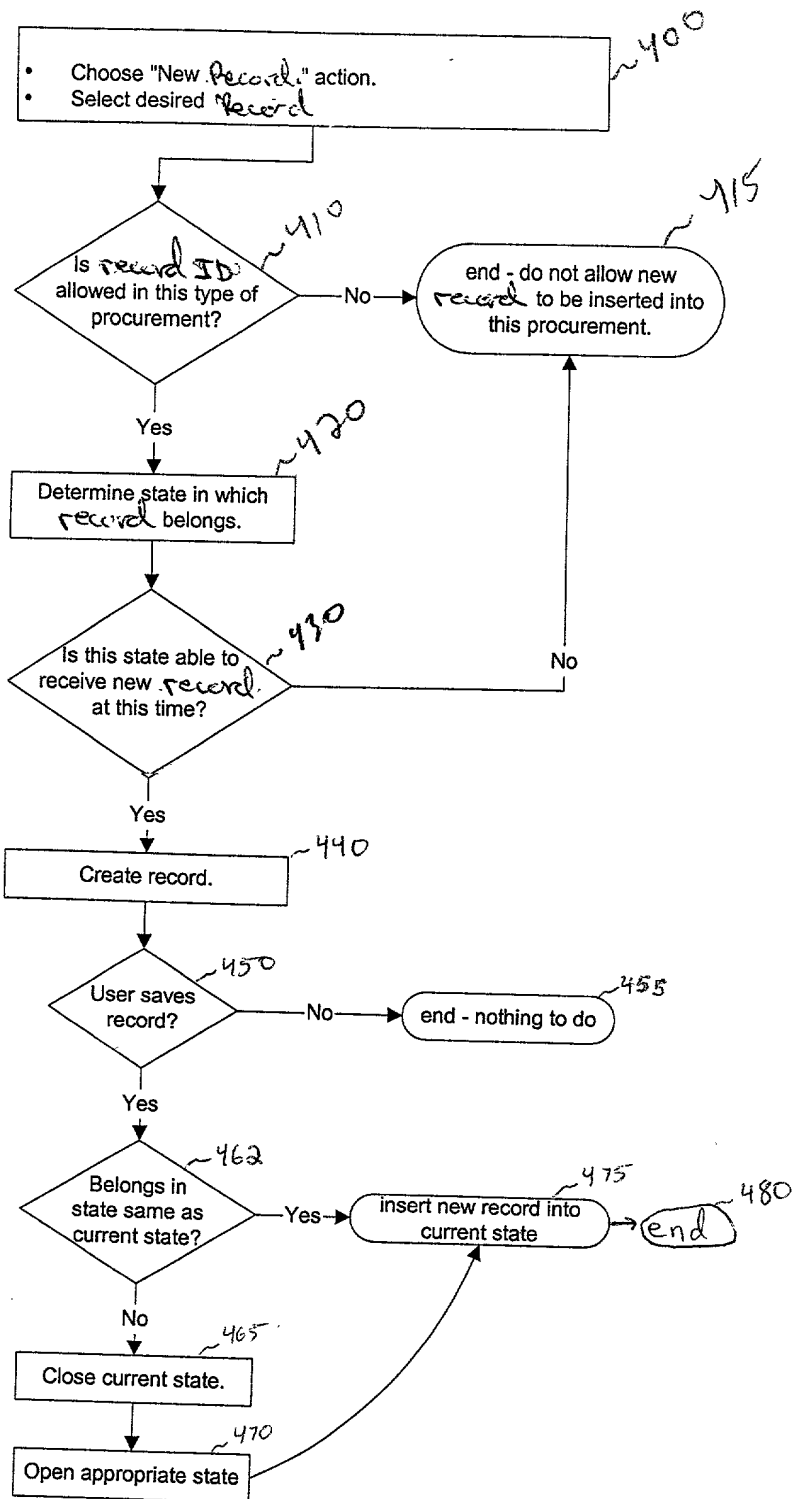 400
• Choose "New Record." action.
• Select desired Record
410
Is record ID
allowed in this type of
procurement?
No
415
end - do not allow new
record to be inserted into
this procurement.
Yes
420
Determine state in which
record belongs.
430
Is this state able to
receive new record.
at this time?
No
Yes
440
Create record.
450
User saves
record?
No
455
end - nothing to do
Yes
462
Belongs in
state same as
current state?
Yes
475
insert new record into
current state
480
end
No
465
Close current state.
470
Open appropriate state